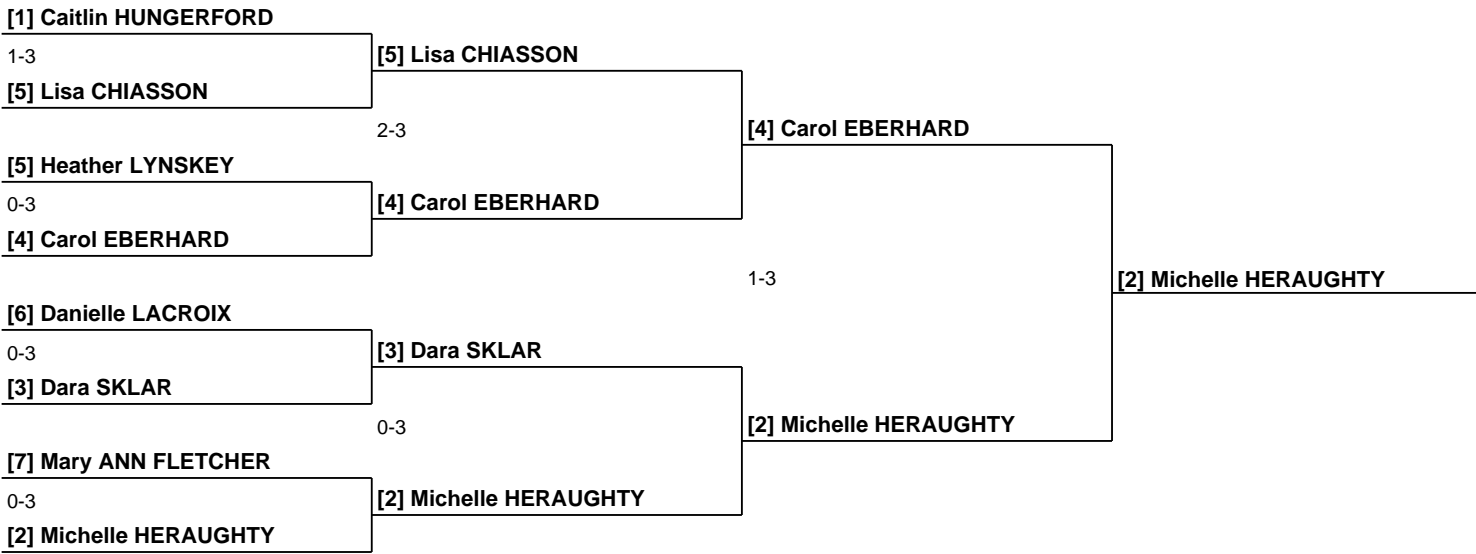 [1] Caitlin HUNGERFORD
1-3
[5] Lisa CHIASSON
[5] Lisa CHIASSON
2-3
[4] Carol EBERHARD
[5] Heather LYNSKEY
0-3
[4] Carol EBERHARD
[4] Carol EBERHARD
1-3
[2] Michelle HERAUGHTY
[6] Danielle LACROIX
0-3
[3] Dara SKLAR
[3] Dara SKLAR
0-3
[2] Michelle HERAUGHTY
[7] Mary ANN FLETCHER
0-3
[2] Michelle HERAUGHTY
[2] Michelle HERAUGHTY